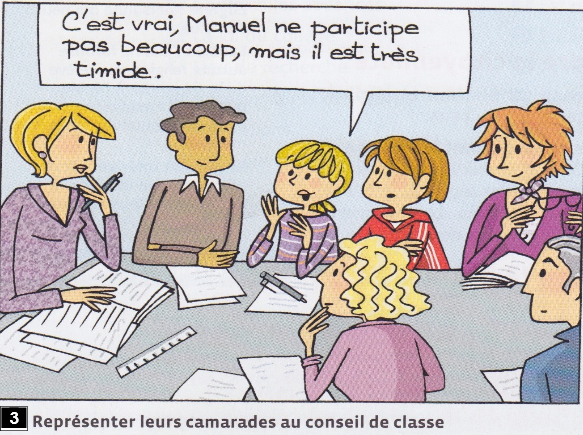 C'est vrai, Manuel ne participe
pas beaucoup, mais il est très
timide..
3 Représenter leurs camarades au conseil de classe